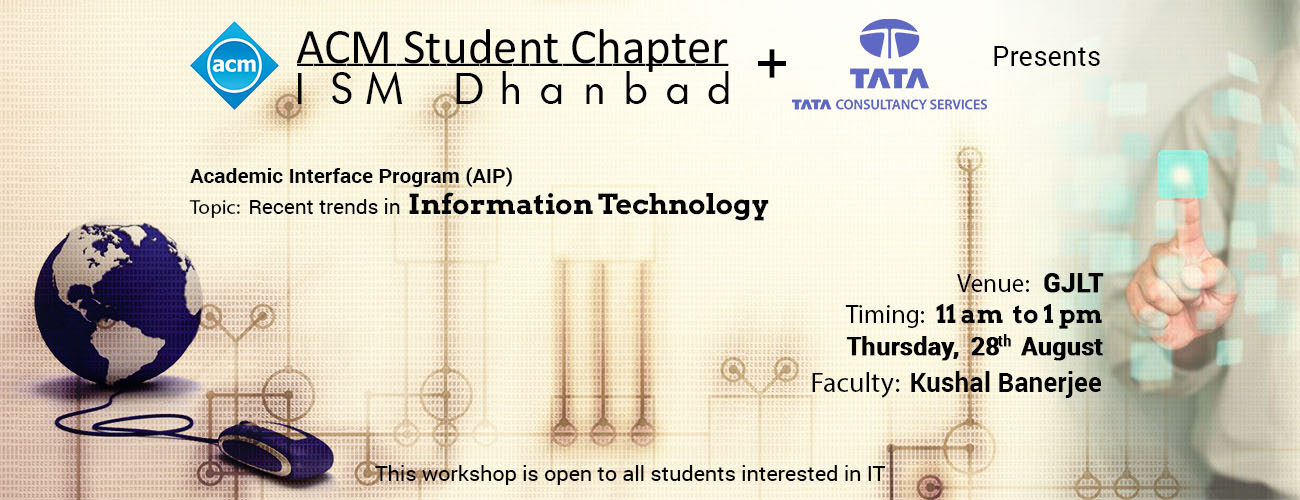 acm
ACM Student Chapter
ISM Dhanbad
+
TATA
TATA CONSULTANCY SERVICES
Presents
Academic Interface Program (AIP)
Topic: Recent trends in Information Technology
Venue: GJLT
Timing: 11 am to 1 pm
Thursday, 28th August
Faculty: Kushal Banerjee
This workshop is open to all students interested in IT